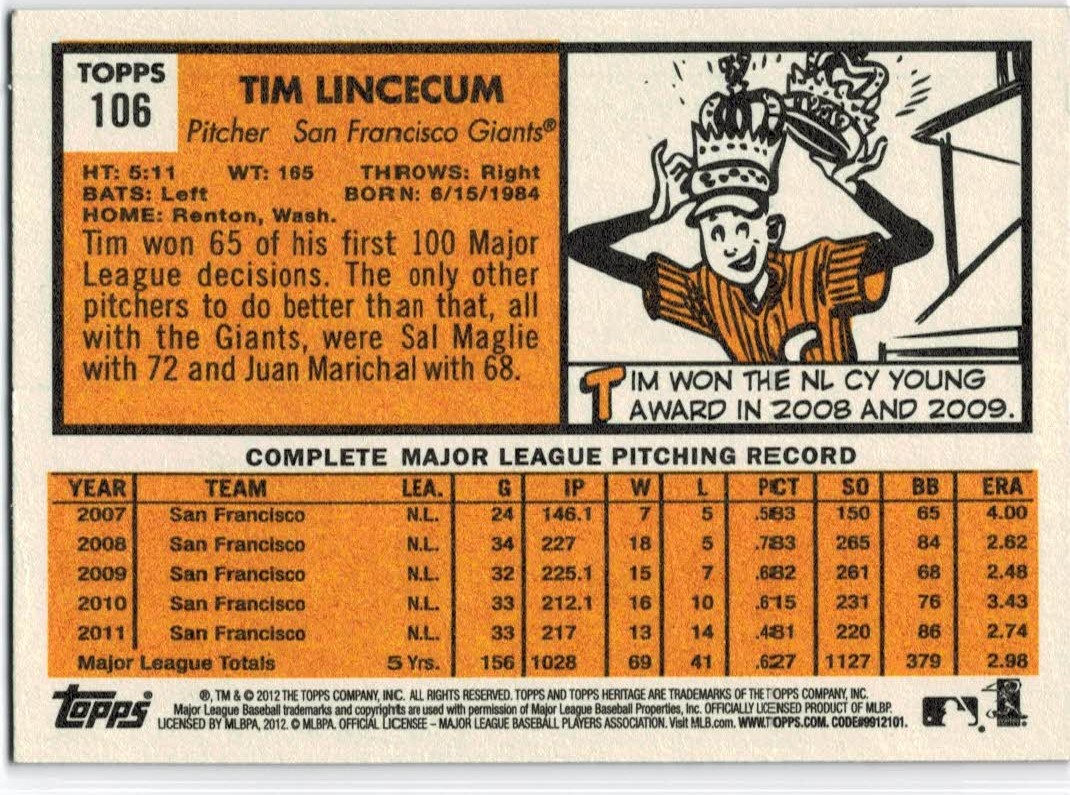 TOPPS
106
TIM LINCECUM
Pitcher San Francisco Giants®
HT: 5:11 WT: 165 THROWS: Right
BATS: Left BORN: 6/15/1984
HOME: Renton, Wash.
Tim won 65 of his first 100 Major
League decisions. The only other
pitchers to do better than that, all
with the Giants, were Sal Maglie
with 72 and Juan Marichal with 68.
TIM WON THE NL CY YOUNG
AWARD IN 2008 AND 2009.
COMPLETE MAJOR LEAGUE PITCHING RECORD
YEAR TEAM LEA. G IP W L PCT SO BB ERA
2007 San Francisco N.L. 24 146.1 7 5 .583 150 65 4.00
2008 San Francisco N.L. 34 227 18 5 .783 265 84 2.62
2009 San Francisco N.L. 32 225.1 15 7 .682 261 68 2.48
2010 San Francisco N.L. 33 212.1 16 10 .615 231 76 3.43
2011 San Francisco N.L. 33 217 13 14 .481 220 86 2.74
Major League Totals 5 Yrs. 156 1028 69 41 .627 1127 379 2.98
Topps
®, TM & © 2012 THE TOPPS COMPANY, INC. ALL RIGHTS RESERVED. TOPPS AND TOPPS HERITAGE ARE TRADEMARKS OF THE TOPPS COMPANY, INC.
Major League Baseball trademarks and copyrights are used with permission of Major League Baseball Properties, Inc. OFFICIALLY LICENSED PRODUCT OF MLBP.
LICENSED BY MLBPA, 2012. © MLBPA. OFFICIAL LICENSEE – MAJOR LEAGUE BASEBALL PLAYERS ASSOCIATION. Visit MLB.com. WWW.TOPPS.COM. CODE#9912101.